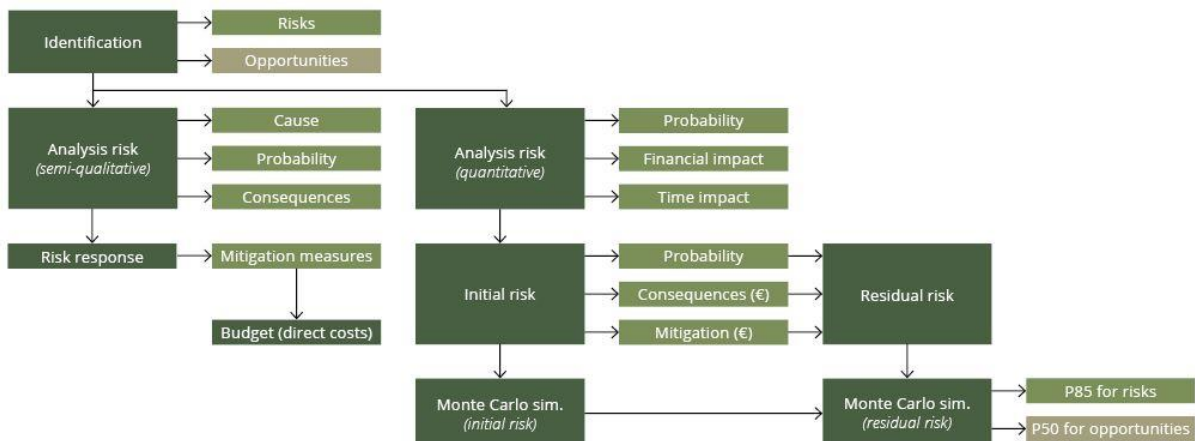 Identification
Risks
Opportunities
Analysis risk
(semi-qualitative)
Cause
Probability
Consequences
Analysis risk
(quantitative)
Probability
Financial impact
Time impact
Risk response
Mitigation measures
Budget (direct costs)
Initial risk
Probability
Consequences (€)
Mitigation (€)
Residual risk
Monte Carlo sim.
(initial risk)
Monte Carlo sim.
(residual risk)
P85 for risks
P50 for opportunities